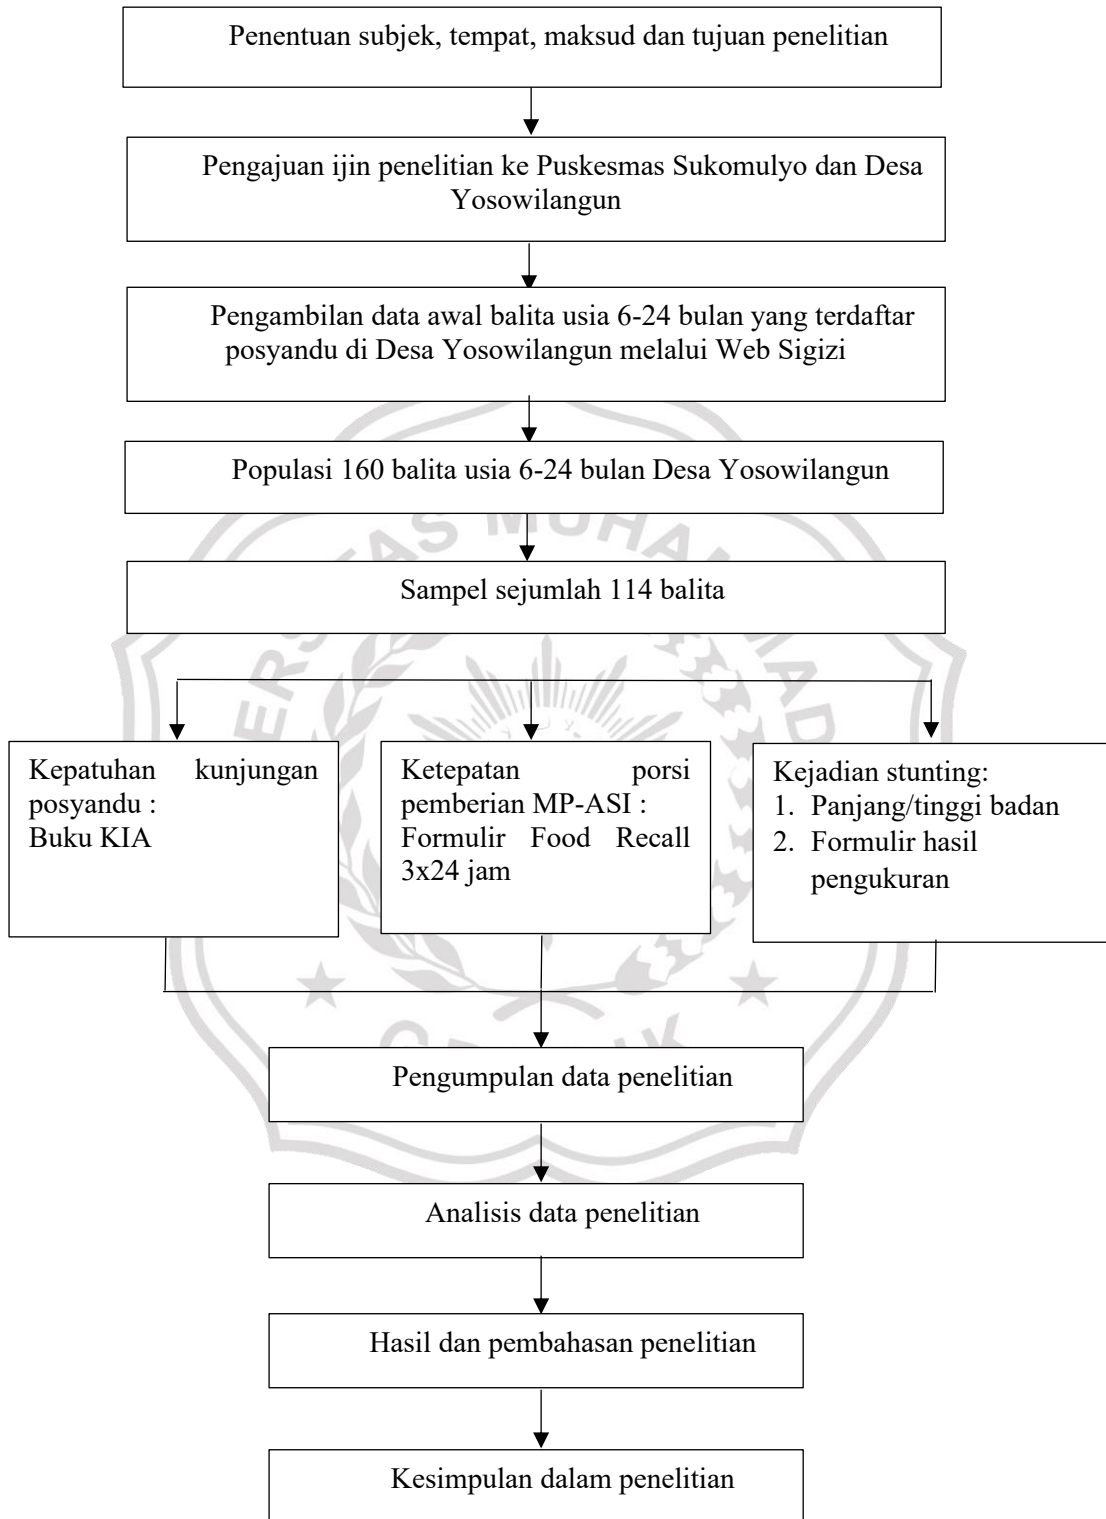 Penentuan subjek, tempat, maksud dan tujuan penelitian
Pengajuan ijin penelitian ke Puskesmas Sukomulyo dan Desa
Yosowilangun
Pengambilan data awal balita usia 6-24 bulan yang terdaftar
posyandu di Desa Yosowilangun melalui Web Sigizi
Populasi 160 balita usia 6-24 bulan Desa Yosowilangun
Sampel sejumlah 114 balita
Kepatuhan kunjungan
posyandu :
Buku KIA
Ketepatan porsi
pemberian MP-ASI :
Formulir Food Recall
3x24 jam
Kejadian stunting:
1. Panjang/tinggi badan
2. Formulir hasil
pengukuran
Pengumpulan data penelitian
Analisis data penelitian
Hasil dan pembahasan penelitian
Kesimpulan dalam penelitian